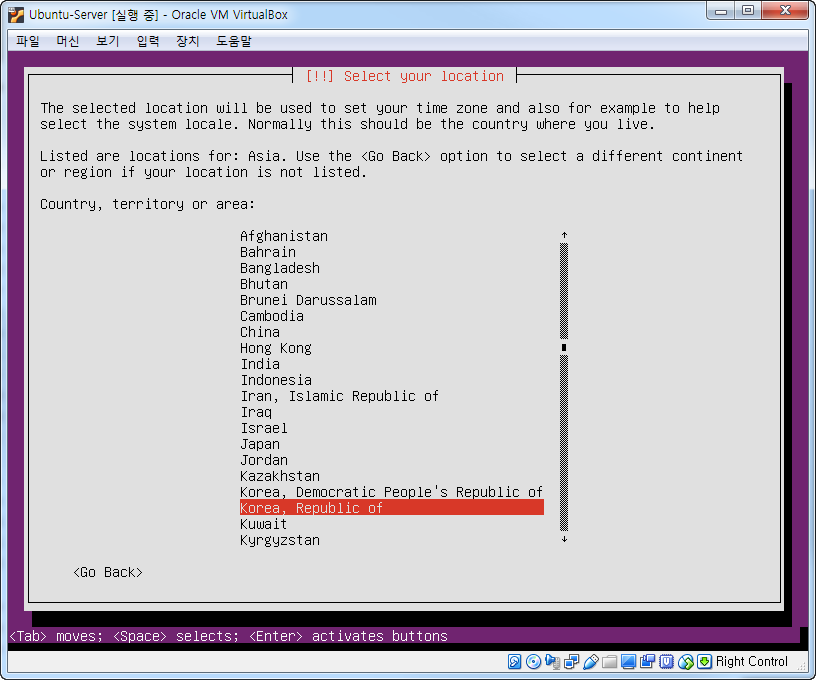 Ubuntu-Server [실행 중] - Oracle VM VirtualBox
파일 머신 보기 입력 장치 도움말
[!!] Select your location
The selected location will be used to set your time zone and also for example to help
select the system locale. Normally this should be the country where you live.
Listed are locations for: Asia. Use the <Go Back> option to select a different continent
or region if your location is not listed.
Country, territory or area:
Afghanistan
Bahrain
Bangladesh
Bhutan
Brunei Darussalam
Cambodia
China
Hong Kong
India
Indonesia
Iran, Islamic Republic of
Iraq
Israel
Japan
Jordan
Kazakhstan
Korea, Democratic People's Republic of
Korea, Republic of
Kuwait
Kyrgyzstan
<Go Back>
<Tab> moves; <Space> selects; <Enter> activates buttons
Right Control